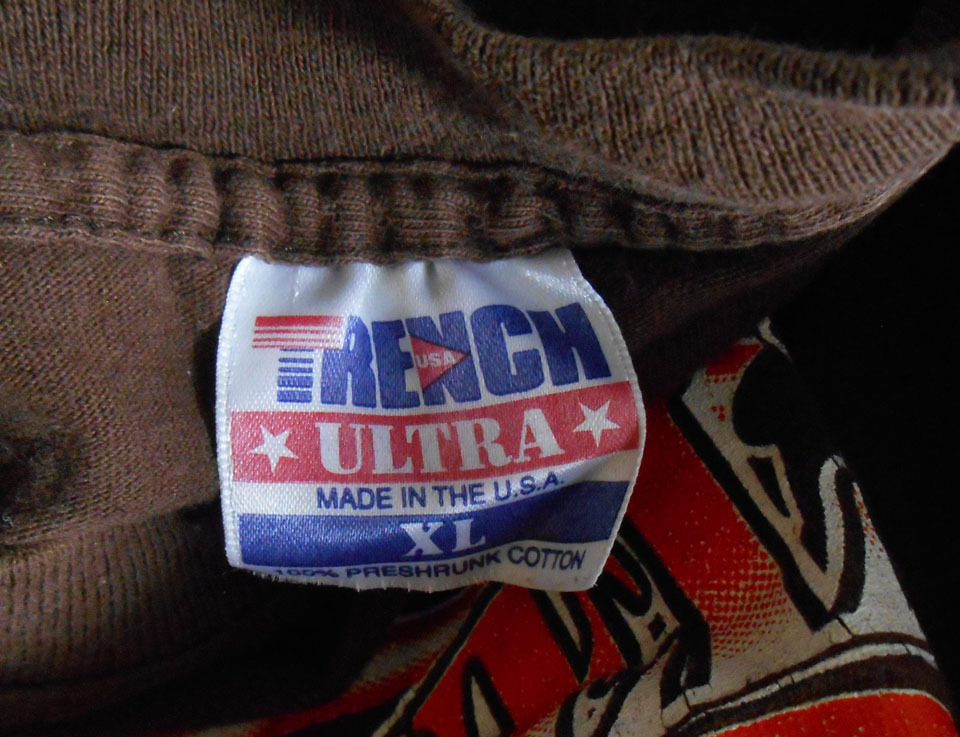 TRENCH
USA
ULTRA
MADE IN THE U.S.A.
XL
100% PRESHRUNK COTTON